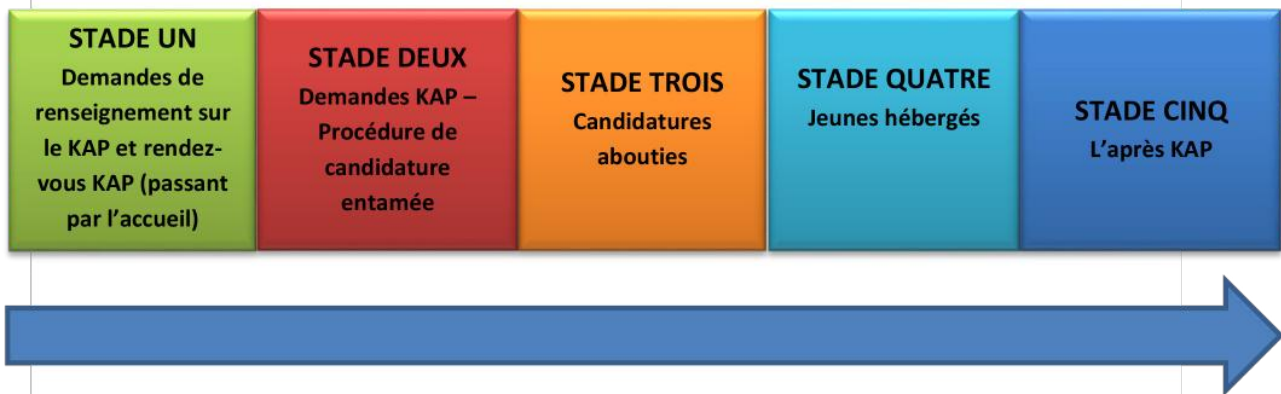 STADE UN
Demandes de
renseignement sur
le KAP et rendez-
vous KAP (passant
par l'accueil)
STADE DEUX
Demandes KAP –
Procédure de
candidature
entamée
STADE TROIS
Candidatures
abouties
STADE QUATRE
Jeunes hébergés
STADE CINQ
L'après KAP